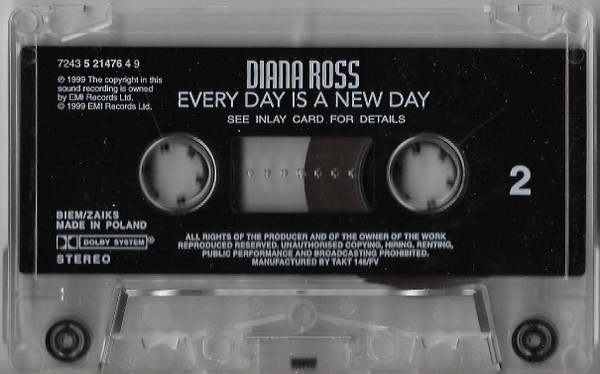 7243 5 21476 4 9
℗ 1999 The copyright in this
sound recording is owned
by EMI Records Ltd.
© 1999 EMI Records Ltd.
DIANA ROSS
EVERY DAY IS A NEW DAY
SEE INLAY CARD FOR DETAILS
2
BIEM/ZAIKS
MADE IN POLAND
DOLBY SYSTEM®
STEREO
ALL RIGHTS OF THE PRODUCER AND OF THE OWNER OF THE WORK
REPRODUCED RESERVED. UNAUTHORISED COPYING, HIRING, RENTING,
PUBLIC PERFORMANCE AND BROADCASTING PROHIBITED.
MANUFACTURED BY TAKT